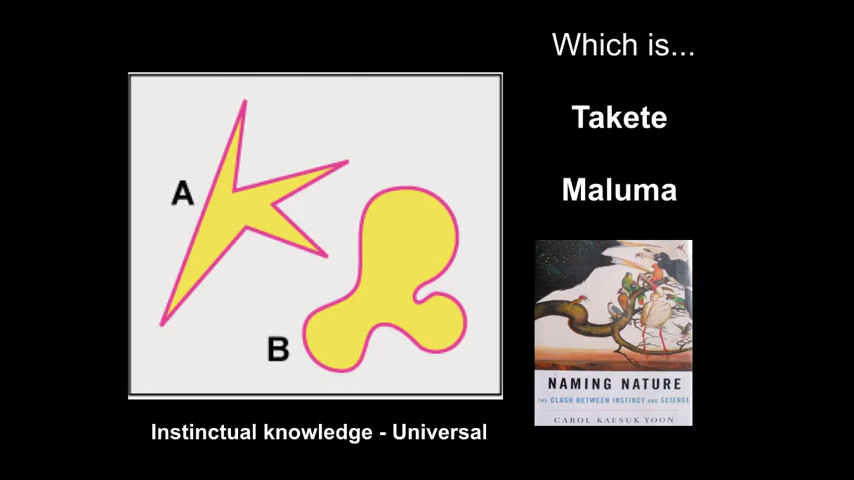 Which is...
Takete
Maluma
A
B
NAMING NATURE
THE CLASH BETWEEN INSTINCT AND SCIENCE
CAROL KAESUK YOON
Instinctual knowledge - Universal